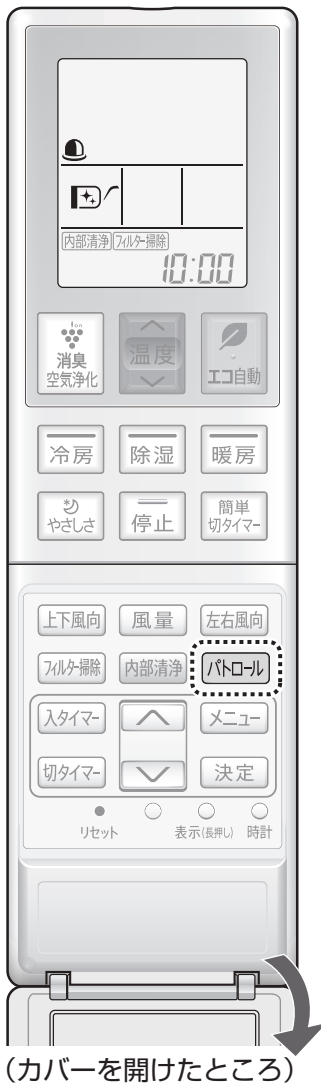 内部清浄 フィルター掃除
10:00
ion
消臭
空気浄化
温度
エコ自動
冷房 除湿 暖房
やさしさ 停止 簡単
切タイマー
上下風向 風量 左右風向
フィルター掃除 内部清浄 パトロール
入タイマー メニュー
切タイマー 決定
リセット 表示(長押し) 時計
(カバーを開けたところ)